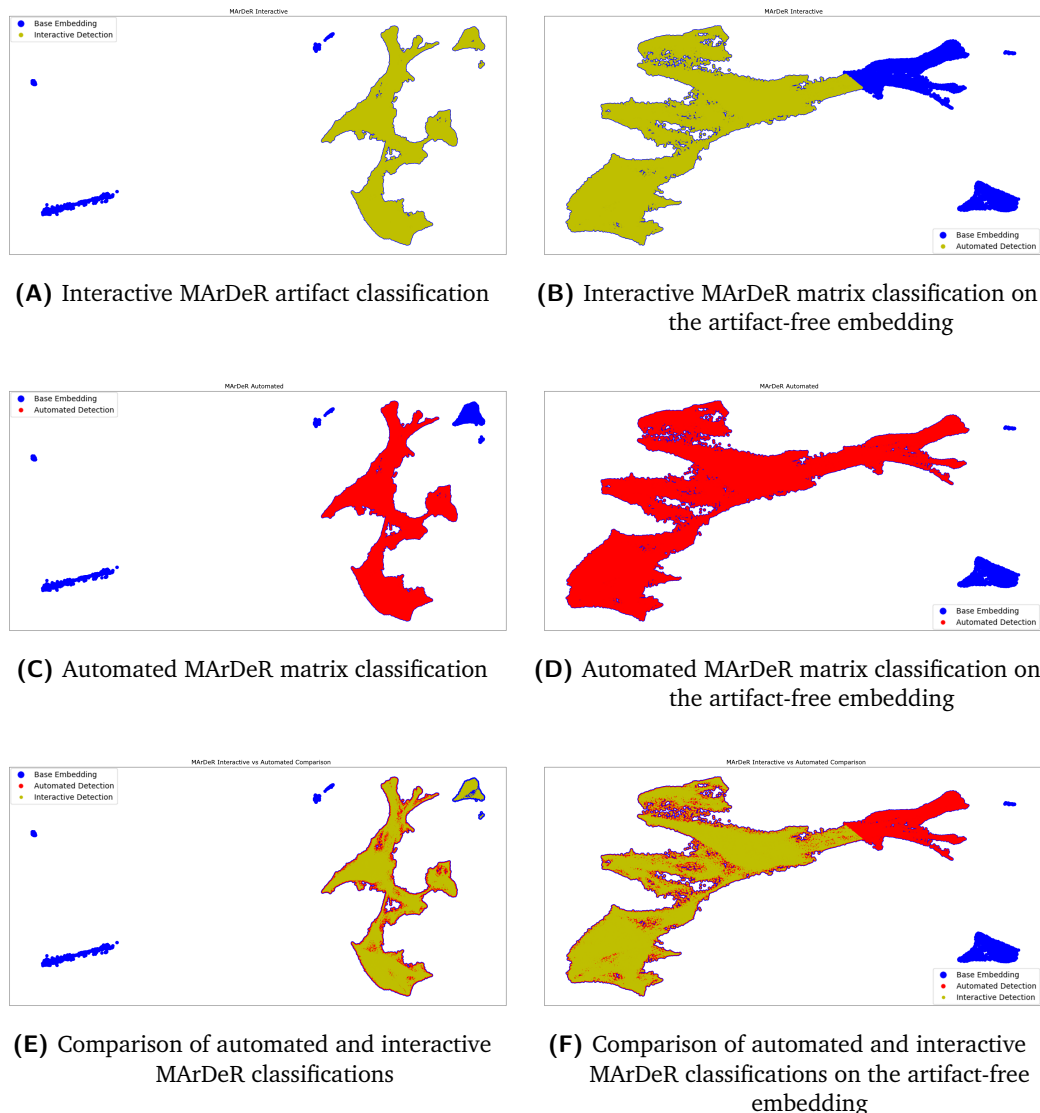 MArDeR Interactive
Base Embedding
Interactive Detection
(A) Interactive MArDeR artifact classification
MArDeR Interactive
Base Embedding
Automated Detection
(B) Interactive MArDeR matrix classification on
the artifact-free embedding
MArDeR Automated
Base Embedding
Automated Detection
(C) Automated MArDeR matrix classification
MArDeR Automated
Base Embedding
Automated Detection
(D) Automated MArDeR matrix classification on
the artifact-free embedding
MArDeR Interactive vs Automated Comparison
Base Embedding
Automated Detection
Interactive Detection
(E) Comparison of automated and interactive
MArDeR classifications
MArDeR Interactive vs Automated Comparison
Base Embedding
Automated Detection
Interactive Detection
(F) Comparison of automated and interactive
MArDeR classifications on the artifact-free
embedding